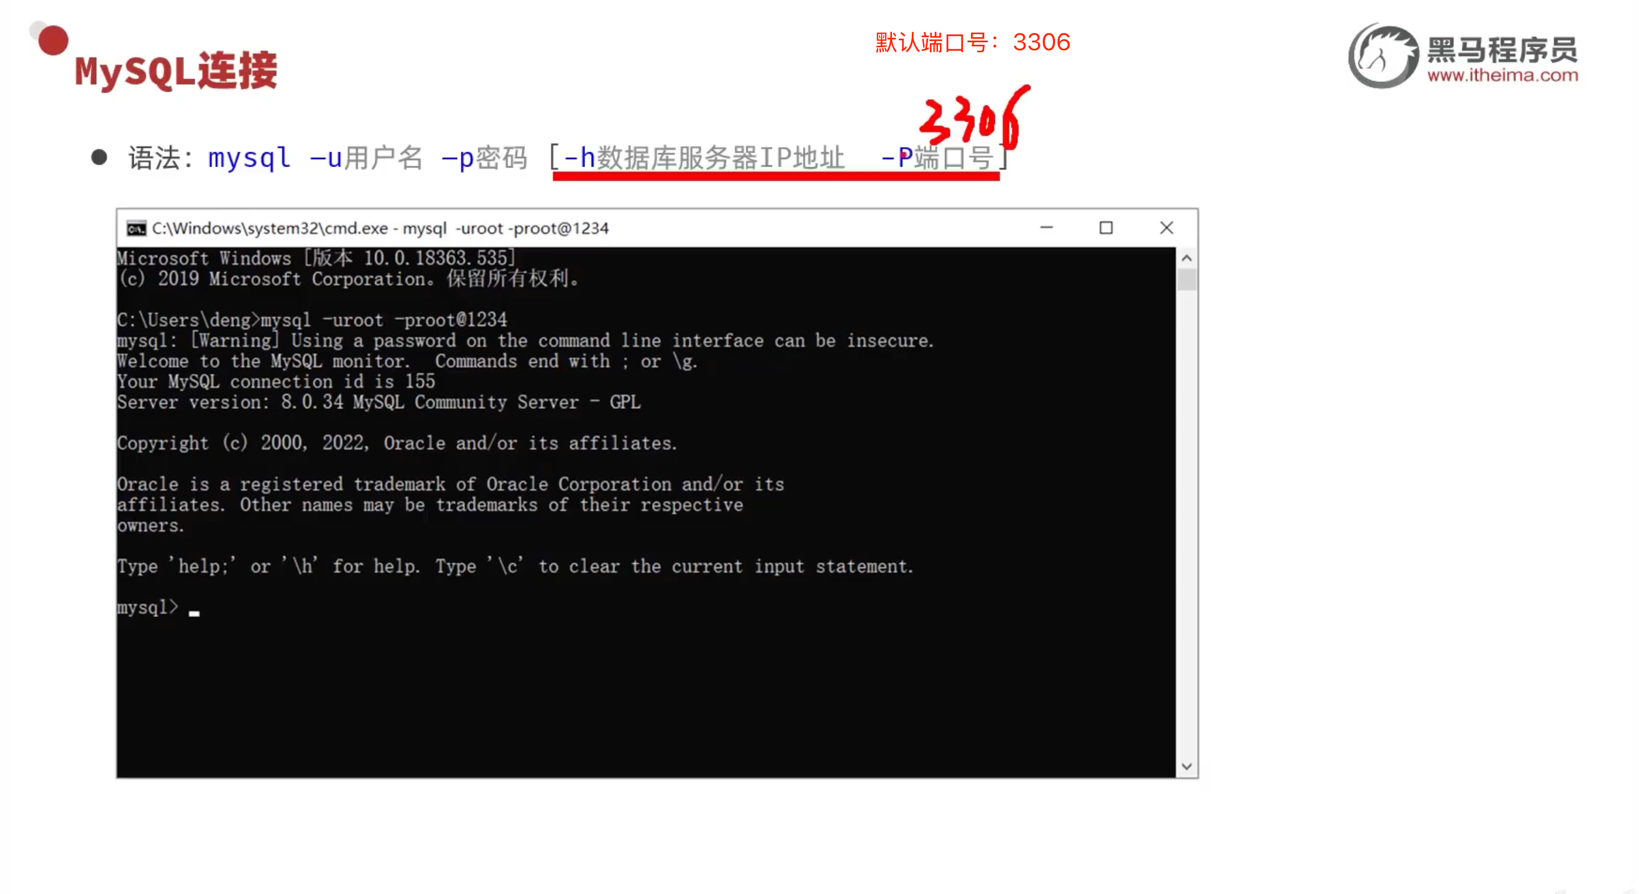 默认端口号：3306
MySQL连接
黑马程序员
www.itheima.com
3306
语法：mysql –u用户名 –p密码 [–h数据库服务器IP地址 –P端口号]
C:\Windows\system32\cmd.exe - mysql -uroot -proot@1234
Microsoft Windows [版本 10.0.18363.535]
(c) 2019 Microsoft Corporation。保留所有权利。
C:\Users\deng>mysql -uroot -proot@1234
mysql: [Warning] Using a password on the command line interface can be insecure.
Welcome to the MySQL monitor.  Commands end with ; or \g.
Your MySQL connection id is 155
Server version: 8.0.34 MySQL Community Server - GPL
Copyright (c) 2000, 2022, Oracle and/or its affiliates.
Oracle is a registered trademark of Oracle Corporation and/or its
affiliates. Other names may be trademarks of their respective
owners.
Type 'help;' or '\h' for help. Type '\c' to clear the current input statement.
mysql>